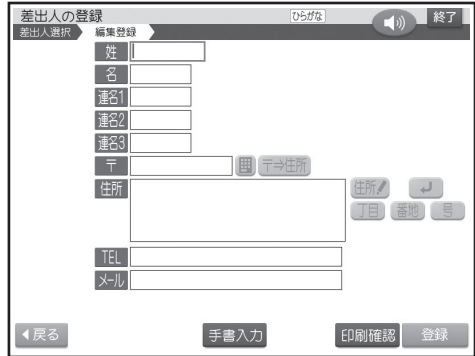 差出人の登録 ひらがな 終了
差出人選択 編集登録
姓
名
連名1
連名2
連名3
〒 〒⇒住所
住所 住所
丁目 番地 号
TEL
メール
戻る 手書入力 印刷確認 登録